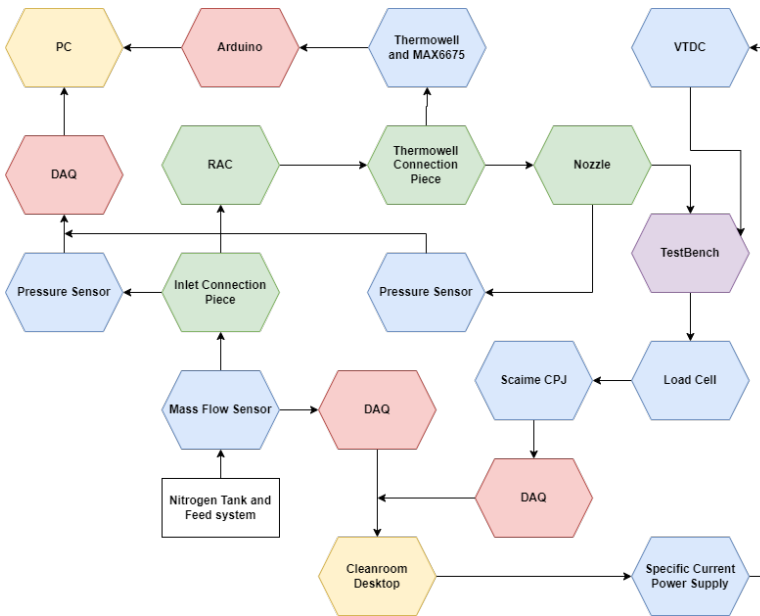 PC
Arduino
Thermowell
and MAX6675
VTDC
DAQ
RAC
Thermowell
Connection
Piece
Nozzle
Pressure Sensor
Inlet Connection
Piece
Pressure Sensor
TestBench
Mass Flow Sensor
DAQ
Scaime CPJ
Load Cell
Nitrogen Tank and
Feed system
DAQ
Cleanroom
Desktop
Specific Current
Power Supply